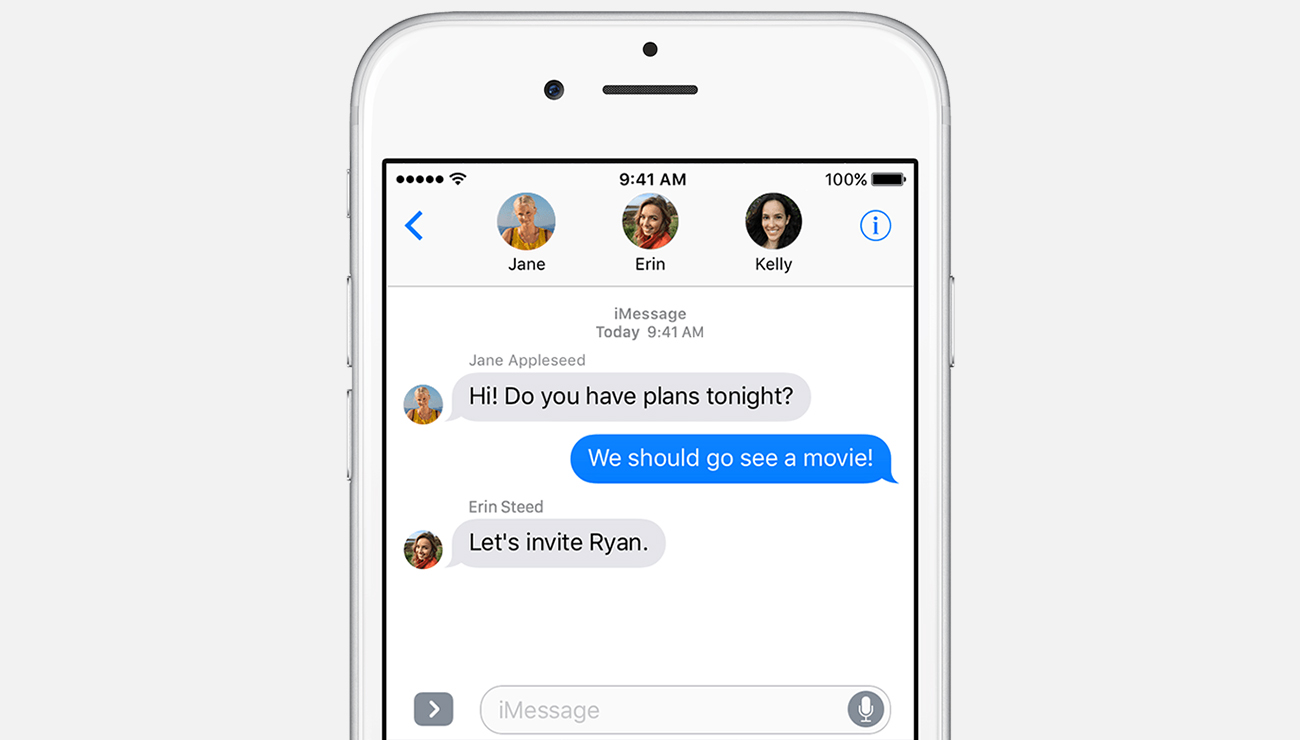 9:41 AM
100%
Jane
Erin
Kelly
iMessage
Today 9:41 AM
Jane Appleseed
Hi! Do you have plans tonight?
We should go see a movie!
Erin Steed
Let's invite Ryan.
iMessage